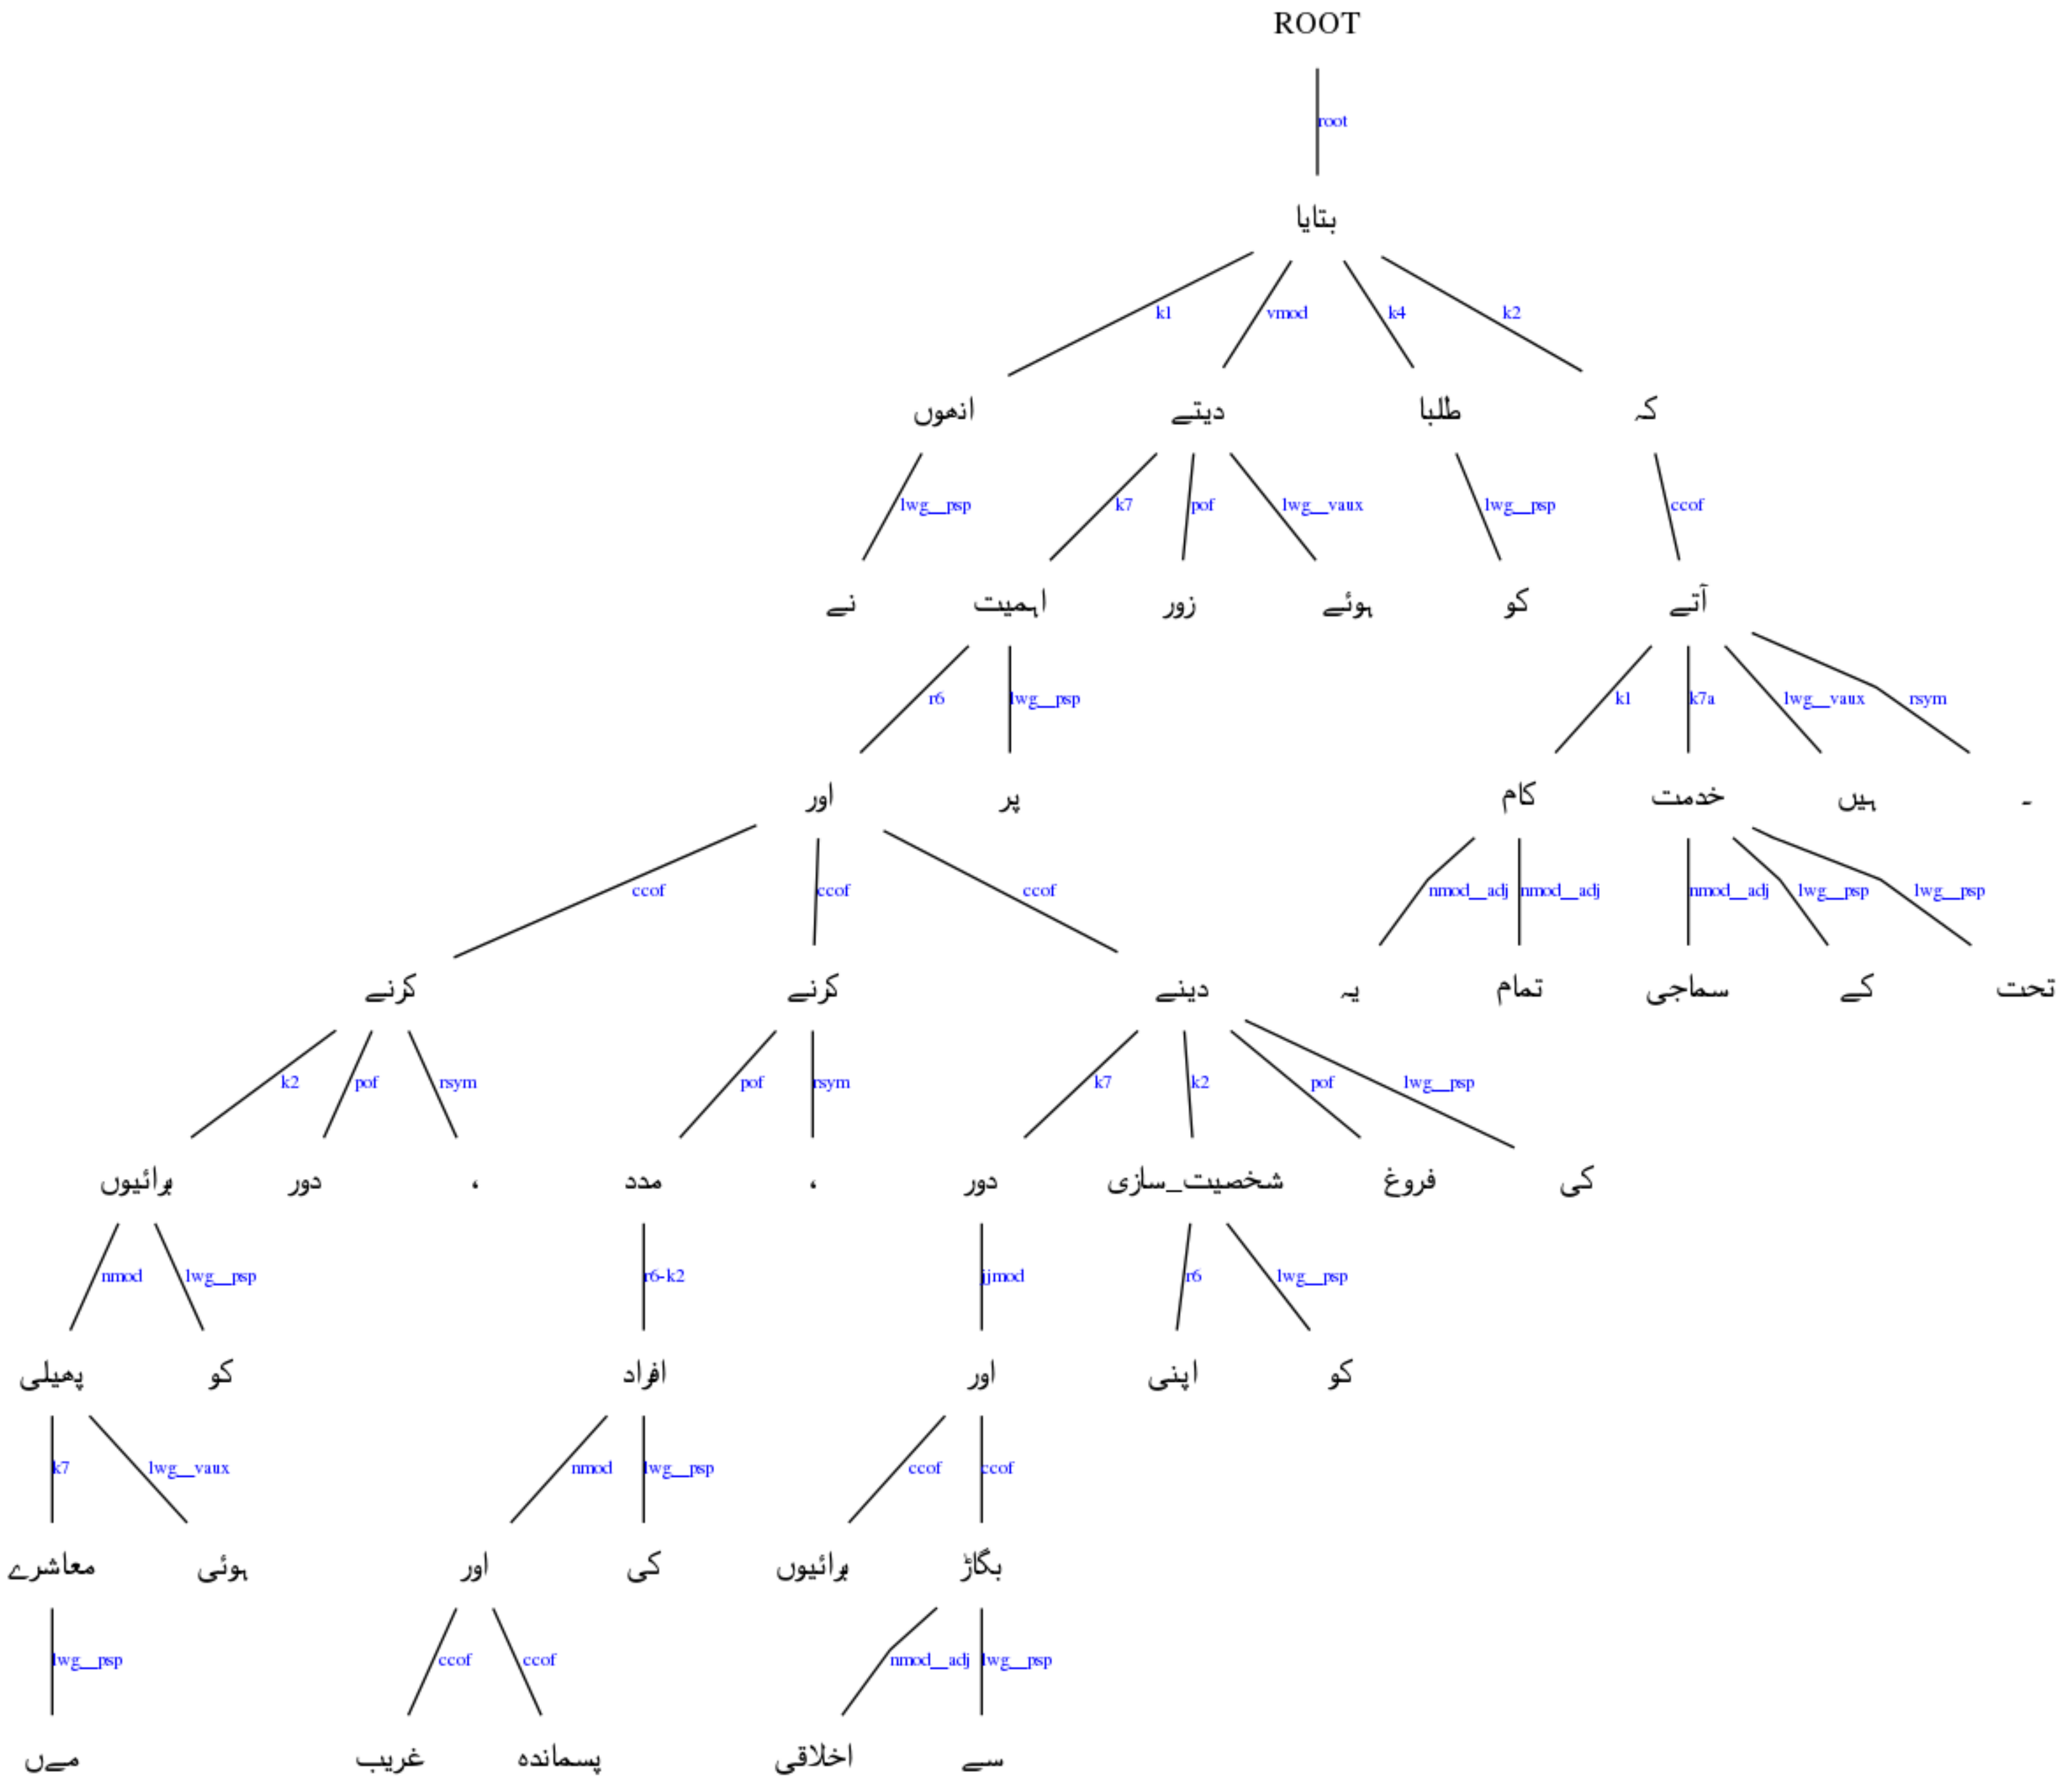 ROOT
root
بتایا
k1 vmod k4 k2
انھوں دیتے طلبا کہ
lwg__psp k7 pof lwg__vaux lwg__psp ccof
نے اہمیت زور ہوئے کو آتے
r6 lwg__psp k1 k7a lwg__vaux rsym
اور پر کام خدمت ہیں ۔
ccof ccof ccof nmod__adj nmod__adj nmod__adj lwg__psp lwg__psp
کرنے کرنے دینے یہ تمام سماجی کے تحت
k2 pof rsym pof rsym k7 k2 pof lwg__psp
برائیوں دور ، مدد ، دور شخصیت_سازی فروغ کی
nmod lwg__psp r6-k2 jjmod r6 lwg__psp
پھیلی کو افراد اور اپنی کو
k7 lwg__vaux nmod lwg__psp ccof ccof
معاشرے ہوئی اور کی برائیوں بگاڑ
lwg__psp ccof ccof nmod__adj lwg__psp
مےں غریب پسماندہ اخلاقی سے